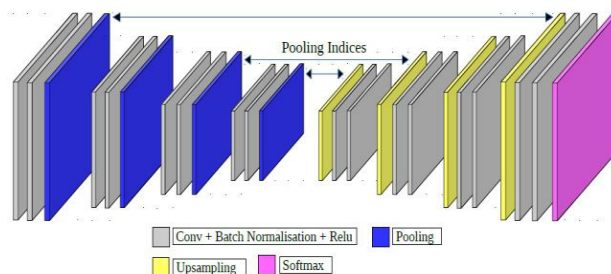 Pooling Indices
Conv + Batch Normalisation + Relu
Pooling
Upsampling
Softmax